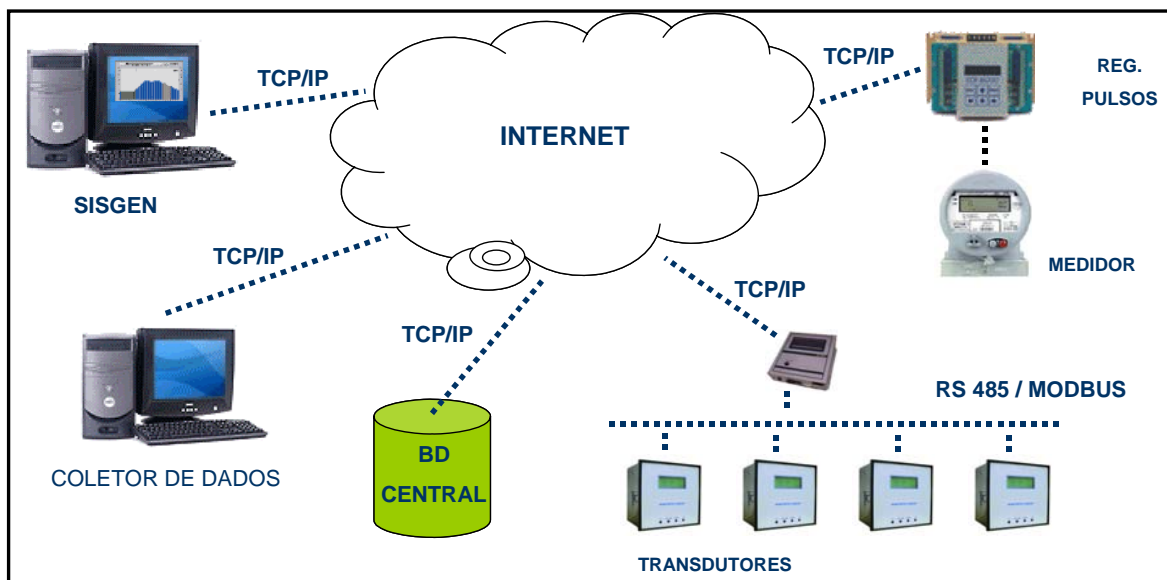 TCP/IP
TCP/IP
REG.
PULSOS
INTERNET
SISGEN
MEDIDOR
TCP/IP
TCP/IP
TCP/IP
RS 485 / MODBUS
COLETOR DE DADOS
BD
CENTRAL
TRANSDUTORES